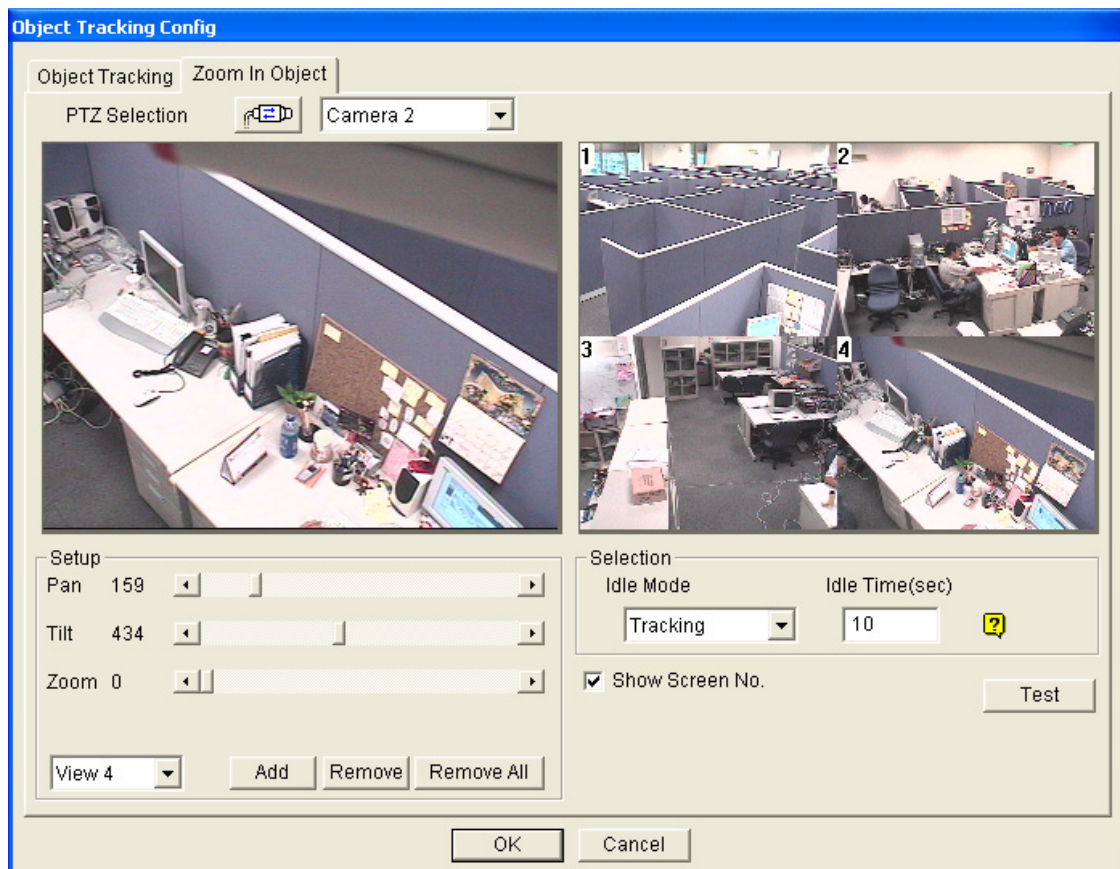 Object Tracking Config
Object Tracking Zoom In Object
PTZ Selection Camera 2
1 2
3 4
Setup
Pan 159
Tilt 434
Zoom 0
View 4 Add Remove Remove All
Selection
Idle Mode Idle Time(sec)
Tracking 10 ?
Show Screen No.
Test
OK Cancel